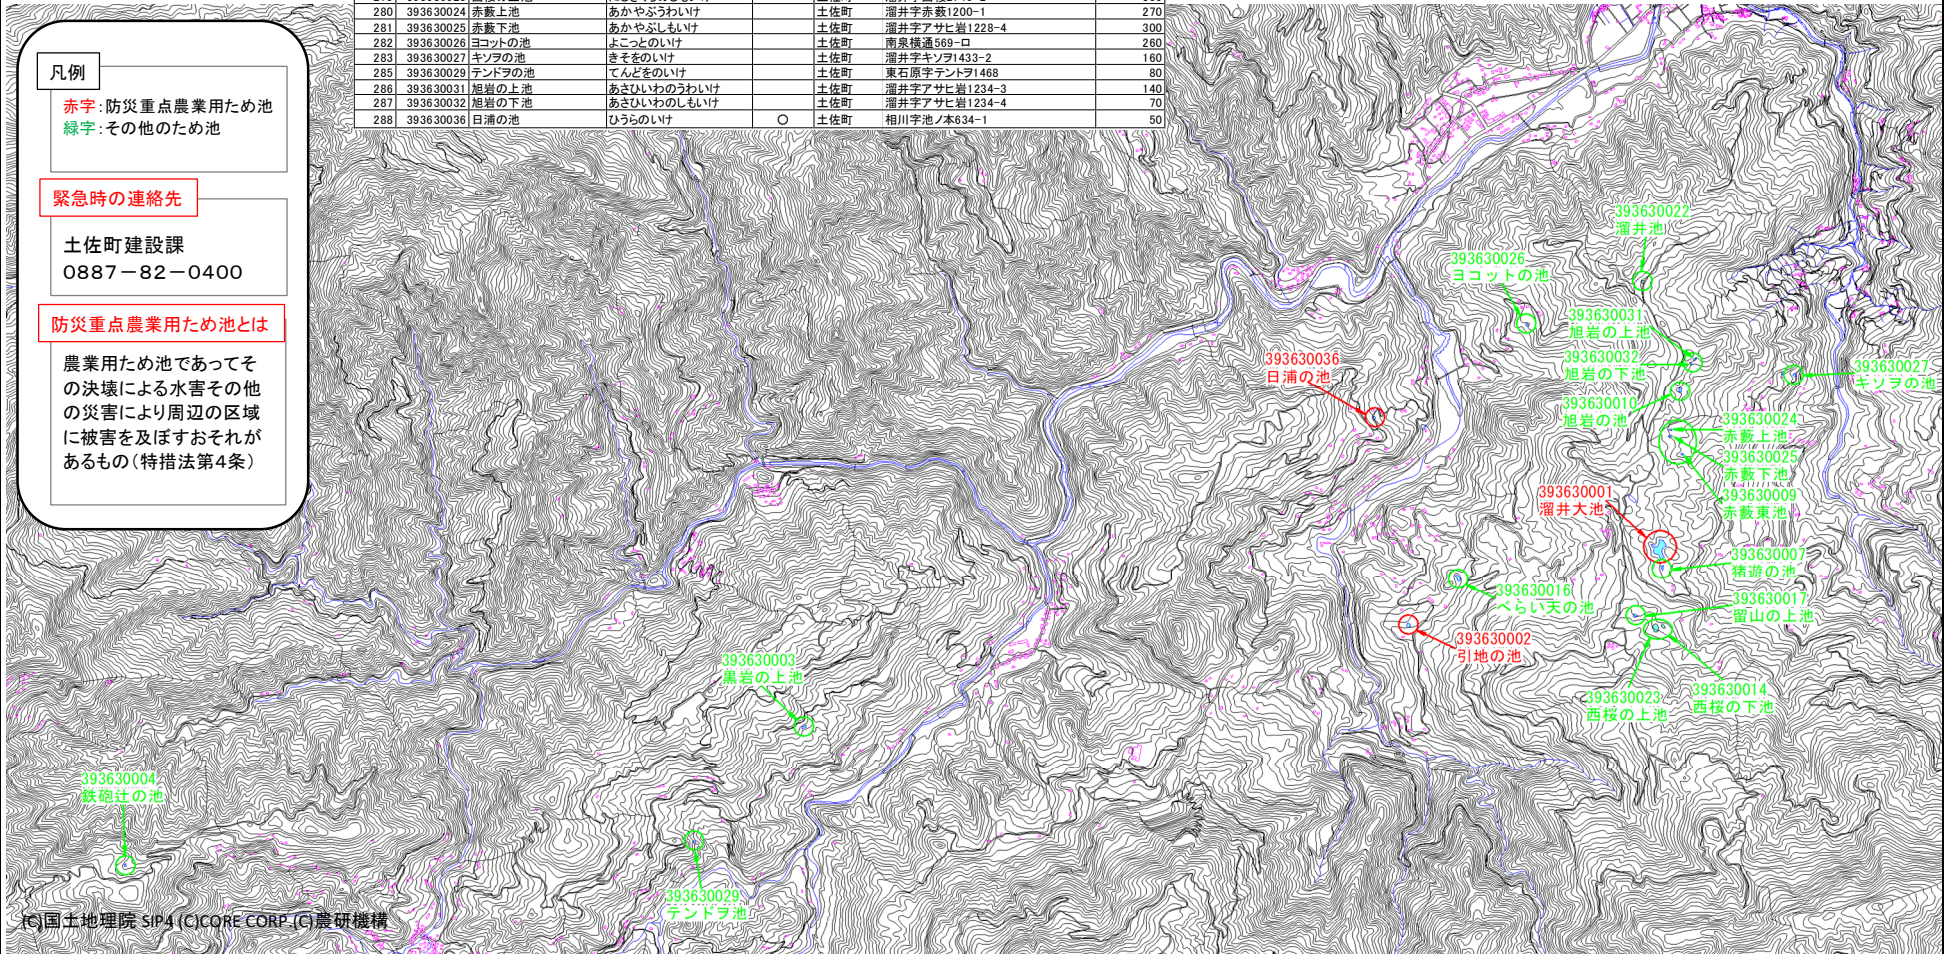 280 393630024 赤藪上池 あかやぶうわいけ 土佐町 溜井字赤藪1200-1 270
281 393630025 赤藪下池 あかやぶしもいけ 土佐町 溜井字アサヒ岩1228-4 300
282 393630026 ヨコットの池 よこっとのいけ 土佐町 南泉横通569-ロ 260
283 393630027 キソヲの池 きそをのいけ 土佐町 溜井字キソヲ1433-2 160
285 393630029 テンドヲの池 てんどをのいけ 土佐町 東石原字テントヲ1468 80
286 393630031 旭岩の上池 あさひいわのうわいけ 土佐町 溜井字アサヒ岩1234-3 140
287 393630032 旭岩の下池 あさひいわのしもいけ 土佐町 溜井字アサヒ岩1234-4 70
288 393630036 日浦の池 ひうらのいけ ○ 土佐町 相川字池ノ本634-1 50
凡例
赤字:防災重点農業用ため池
緑字:その他のため池
緊急時の連絡先
土佐町建設課
0887-82-0400
防災重点農業用ため池とは
農業用ため池であってそ
の決壊による水害その他
の災害により周辺の区域
に被害を及ぼすおそれが
あるもの(特措法第4条)
393630022
溜井池
393630026
ヨコットの池
393630031
旭岩の上池
393630032
旭岩の下池
393630027
キソヲの池
393630036
日浦の池
393630010
旭岩の池
393630024
赤藪上池
393630025
赤藪下池
393630009
赤藪東池
393630001
溜井大池
393630007
猪遊の池
393630016
べらい天の池
393630017
留山の上池
393630002
引地の池
393630003
黒岩の上池
393630023
西桜の上池
393630014
西桜の下池
393630004
鉄砲辻の池
393630029
テンドヲ池
(C)国土地理院 SIP4 (C)CORE CORP.(C)農研機構